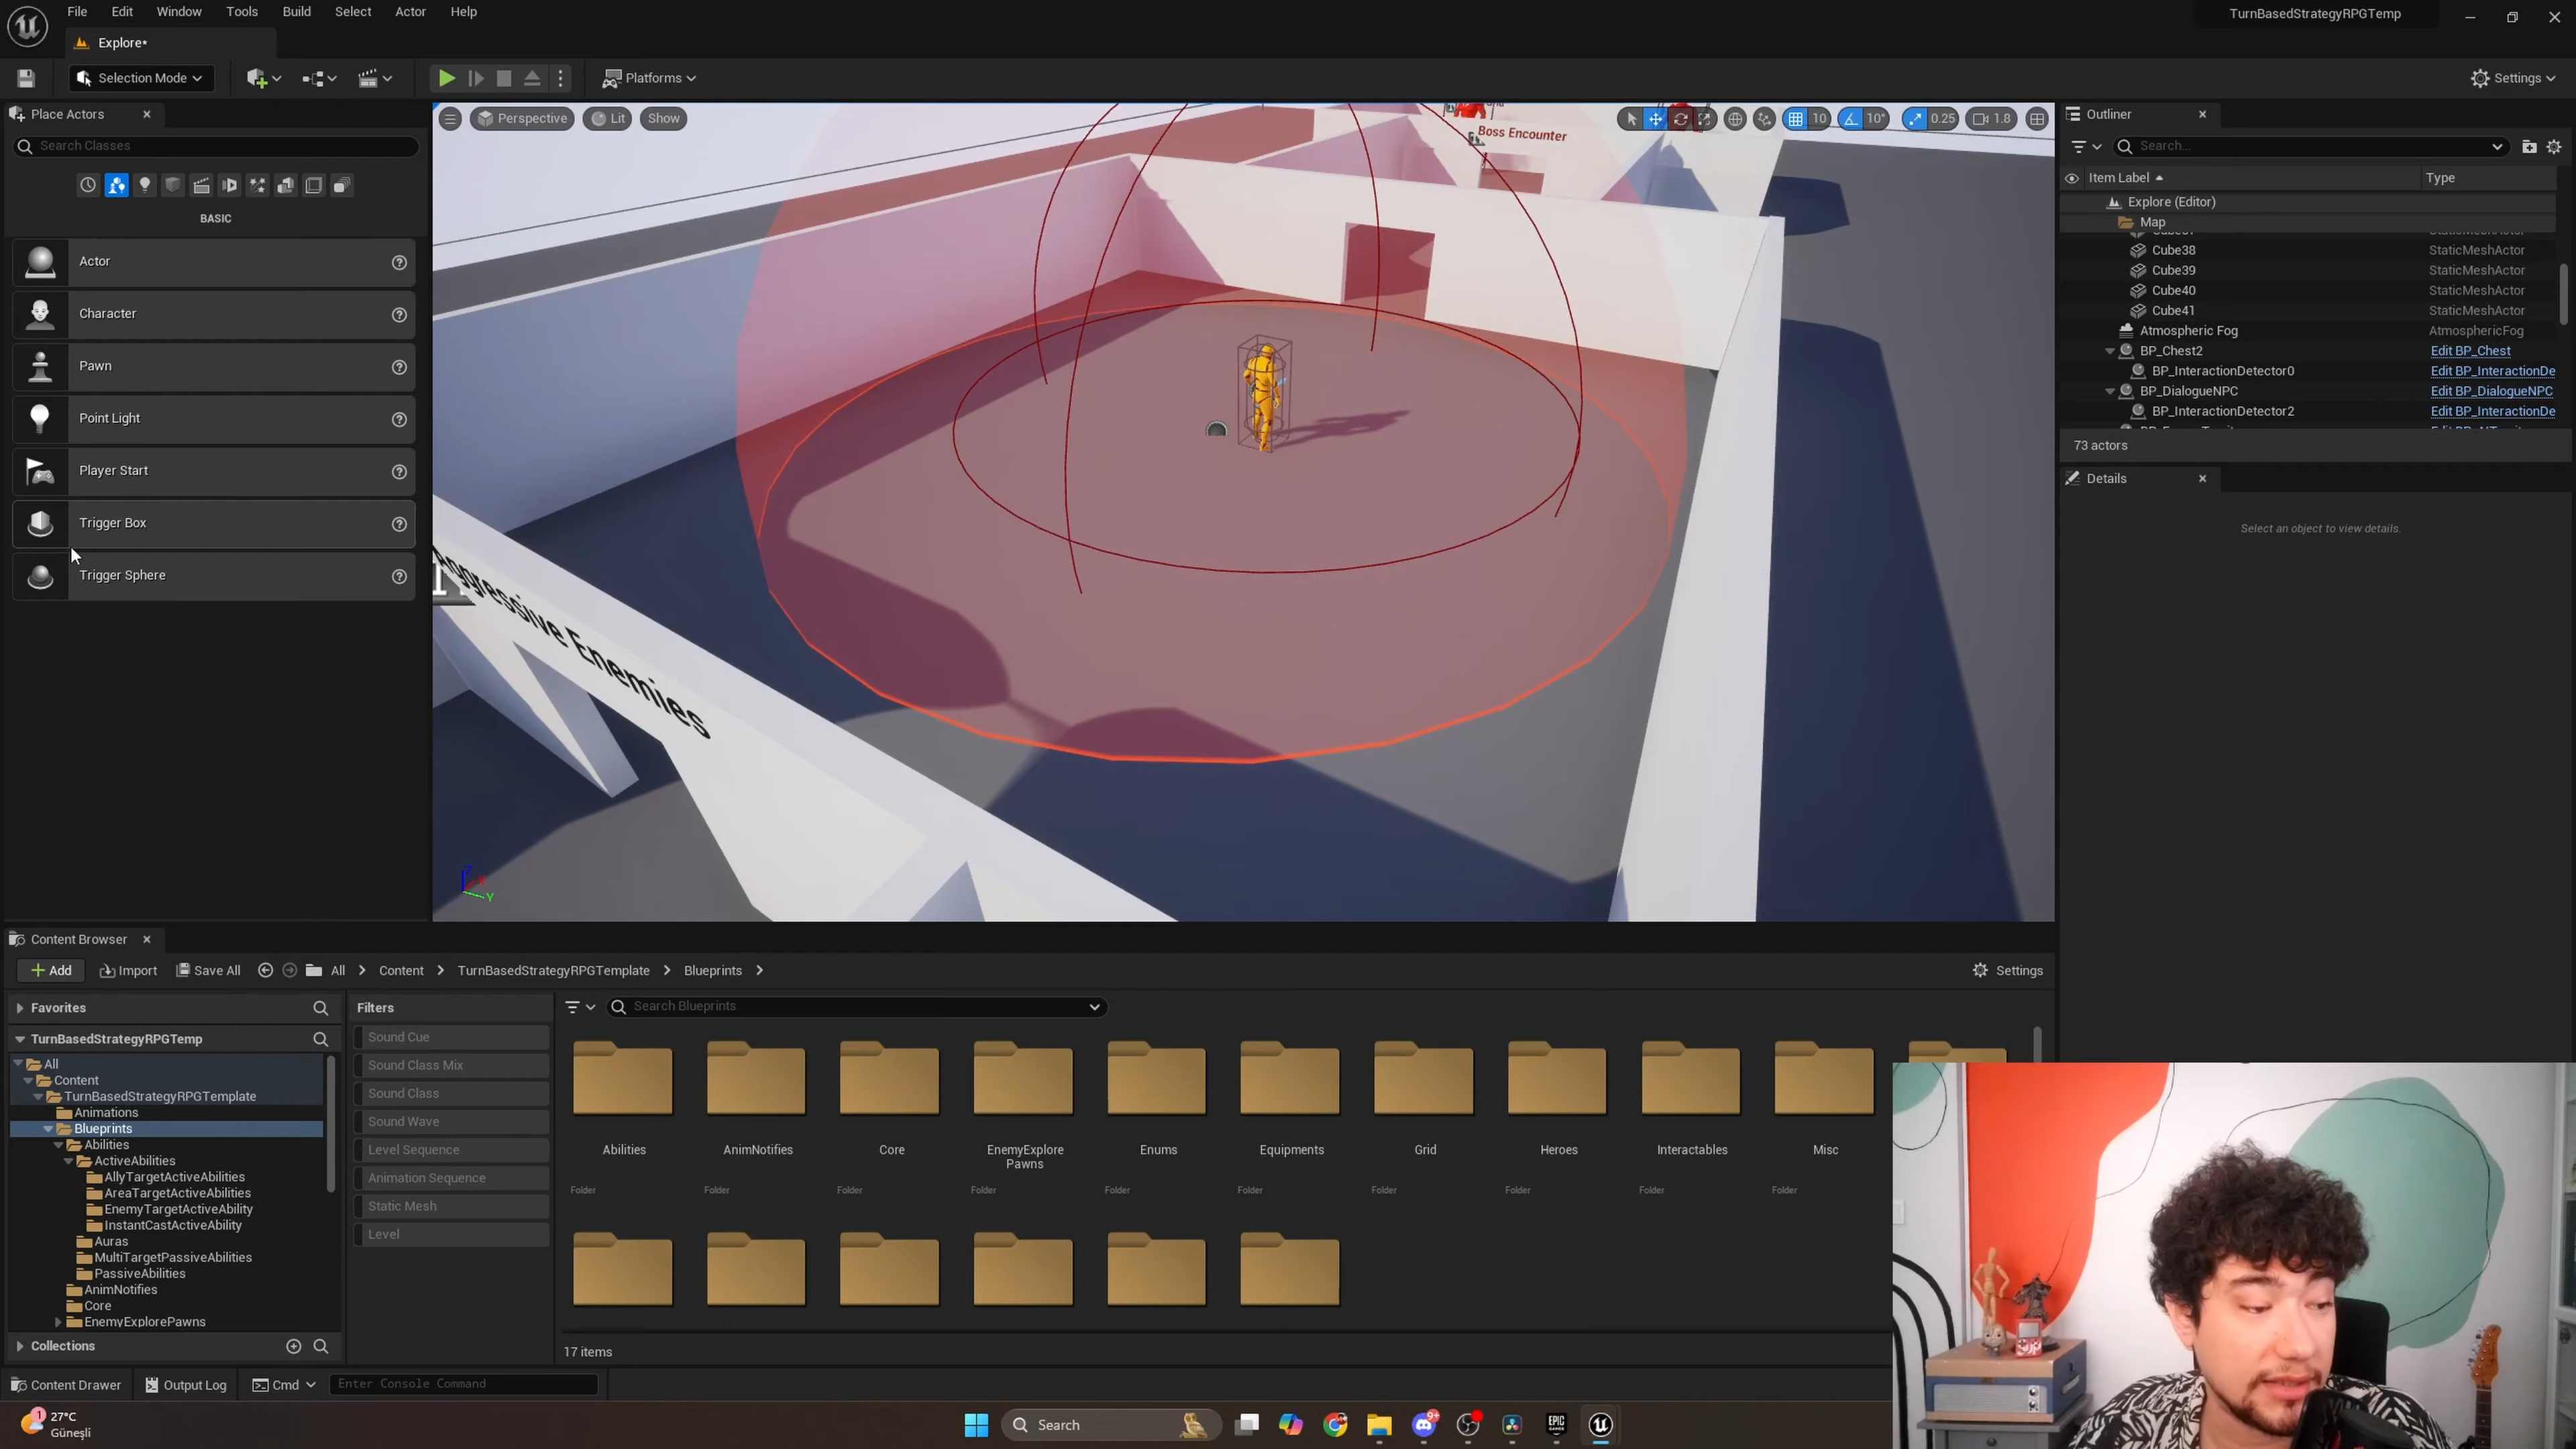 File Edit Window Tools Build Select Actor Help
TurnBasedStrategyRPGTemp
Explore•
Selection Mode
Platforms
Settings
Place Actors
Search Classes
BASIC
Actor
Character
Pawn
Point Light
Player Start
Trigger Box
Trigger Sphere
Perspective
Lit
Show
10
10°
0.25
1.8
Boss Encounter
Aggressive Enemies
Z
X
Y
Outliner
Search...
Item Label
Type
Explore (Editor)
Map
Cube38 StaticMeshActor
Cube39 StaticMeshActor
Cube40 StaticMeshActor
Cube41 StaticMeshActor
Atmospheric Fog AtmosphericFog
BP_Chest2 Edit BP_Chest
BP_InteractionDetector0 Edit BP_InteractionDe
BP_DialogueNPC Edit BP_DialogueNPC
BP_InteractionDetector2 Edit BP_InteractionDe
73 actors
Details
Select an object to view details.
Content Browser
Add
Import
Save All
All
Content
TurnBasedStrategyRPGTemplate
Blueprints
Settings
Favorites
TurnBasedStrategyRPGTemp
All
Content
TurnBasedStrategyRPGTemplate
Animations
Blueprints
Abilities
ActiveAbilities
AllyTargetActiveAbilities
AreaTargetActiveAbilities
EnemyTargetActiveAbility
InstantCastActiveAbility
Auras
MultiTargetPassiveAbilities
PassiveAbilities
AnimNotifies
Core
EnemyExplorePawns
Collections
Filters
Sound Cue
Sound Class Mix
Sound Class
Sound Wave
Level Sequence
Animation Sequence
Static Mesh
Level
Search Blueprints
Abilities AnimNotifies Core EnemyExplore Enums Equipments Grid Heroes Interactables Misc
Pawns
Folder Folder Folder Folder Folder Folder Folder Folder Folder Folder
17 items
Content Drawer
Output Log
Cmd
Enter Console Command
1
27°C
Güneşli
Search
9+
EPIC
GAMES